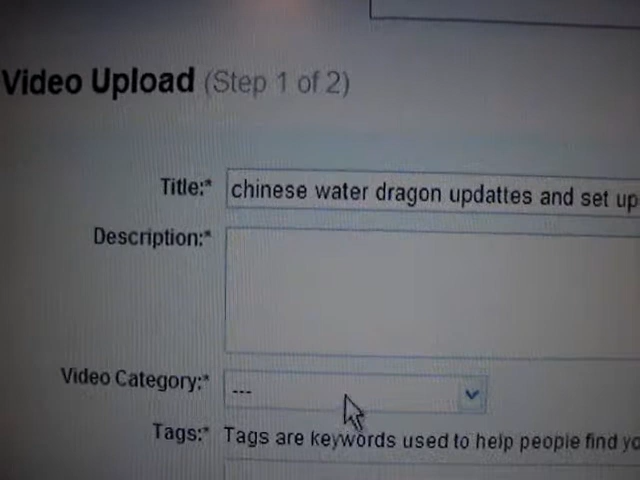 Video Upload (Step 1 of 2)
Title:* chinese water dragon updattes and set up
Description:*
Video Category:* ---
Tags:* Tags are keywords used to help people find yo